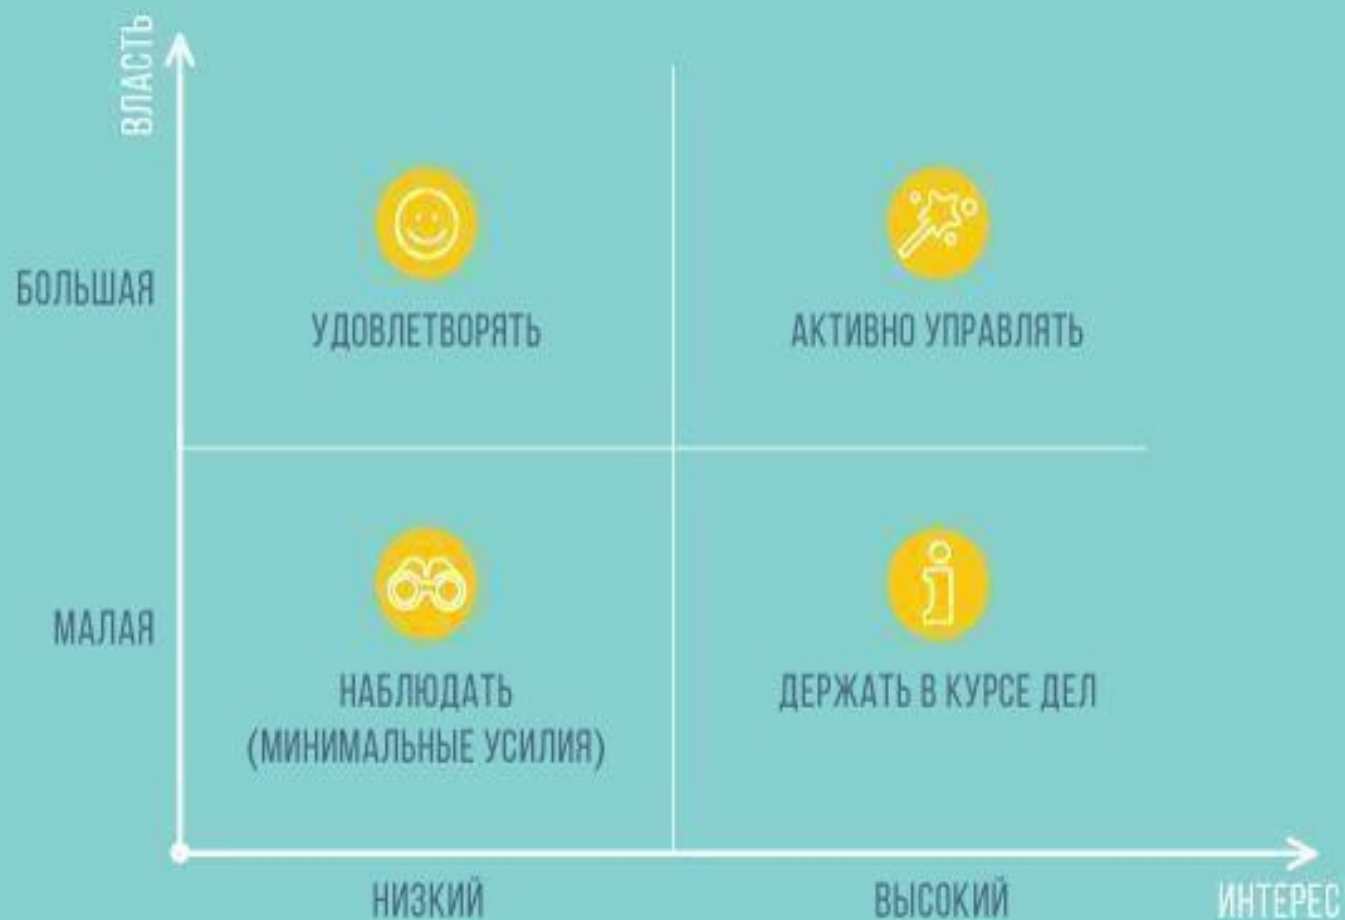 ВЛАСТЬ
БОЛЬШАЯ
УДОВЛЕТВОРЯТЬ
АКТИВНО УПРАВЛЯТЬ
МАЛАЯ
НАБЛЮДАТЬ
(МИНИМАЛЬНЫЕ УСИЛИЯ)
ДЕРЖАТЬ В КУРСЕ ДЕЛ
НИЗКИЙ
ВЫСОКИЙ
ИНТЕРЕС